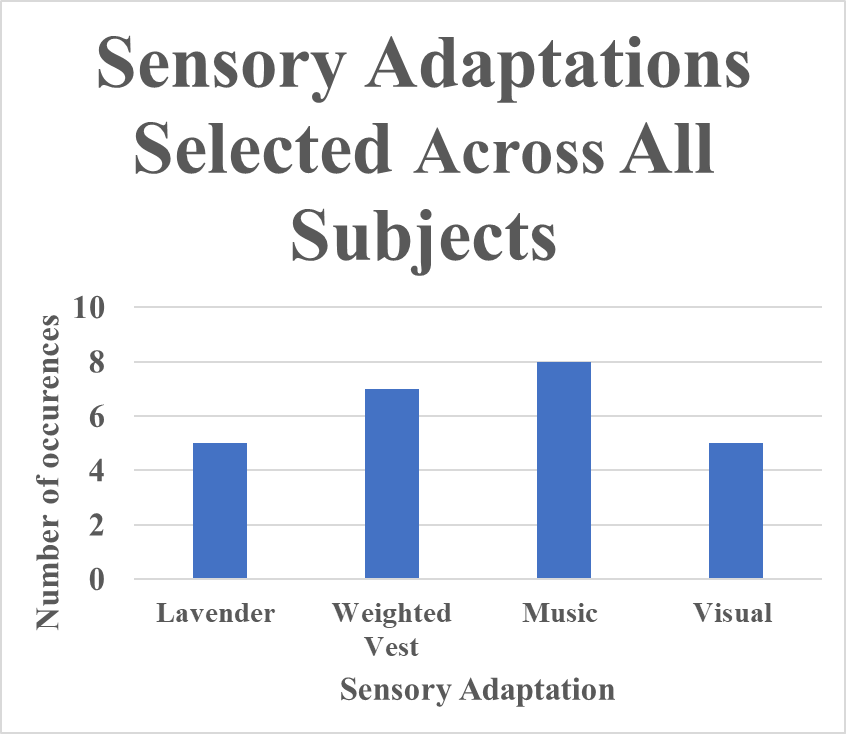 Sensory Adaptations
Selected Across All
Subjects
Number of occurences
10
8
6
4
2
0
Lavender
Weighted
Vest
Music
Visual
Sensory Adaptation